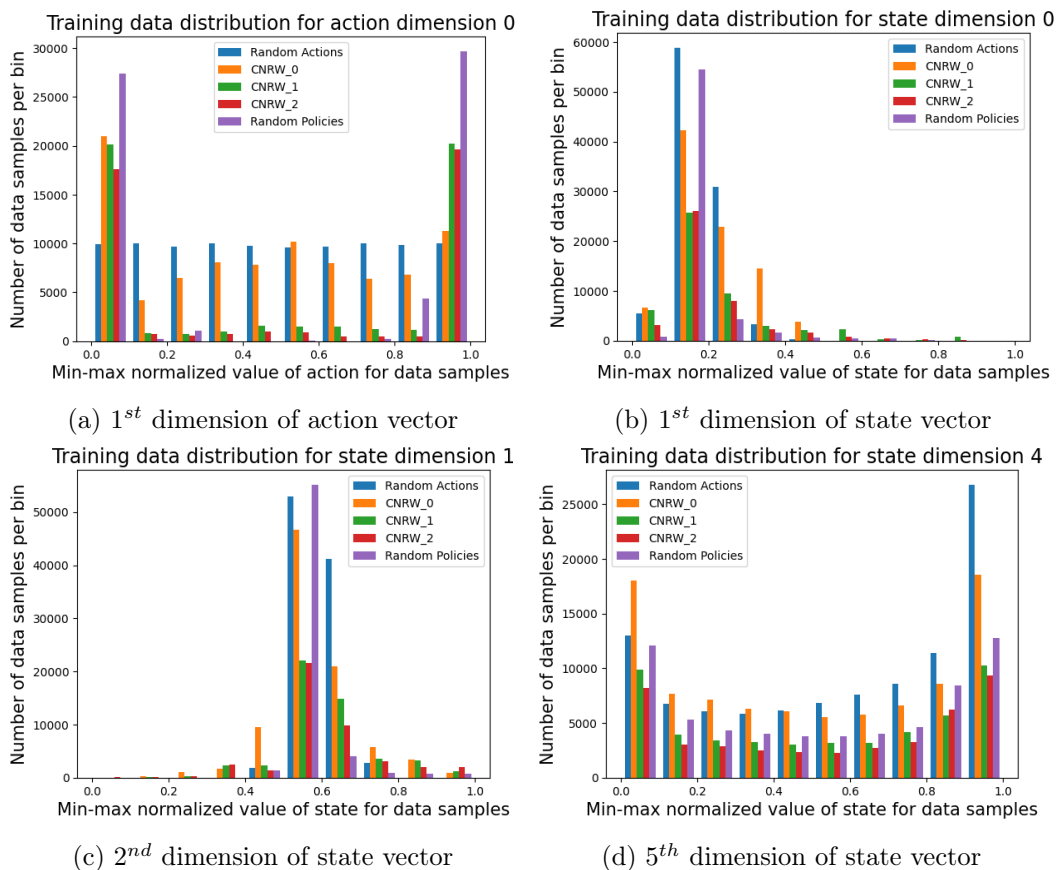 Training data distribution for action dimension 0
Number of data samples per bin
30000
25000
20000
15000
10000
5000
0
Random Actions
CNRW_0
CNRW_1
CNRW_2
Random Policies
0.0 0.2 0.4 0.6 0.8 1.0
Min-max normalized value of action for data samples
(a) 1st dimension of action vector
Training data distribution for state dimension 0
Number of data samples per bin
60000
50000
40000
30000
20000
10000
0
Random Actions
CNRW_0
CNRW_1
CNRW_2
Random Policies
0.0 0.2 0.4 0.6 0.8 1.0
Min-max normalized value of state for data samples
(b) 1st dimension of state vector
Training data distribution for state dimension 1
Number of data samples per bin
50000
40000
30000
20000
10000
0
Random Actions
CNRW_0
CNRW_1
CNRW_2
Random Policies
0.0 0.2 0.4 0.6 0.8 1.0
Min-max normalized value of state for data samples
(c) 2nd dimension of state vector
Training data distribution for state dimension 4
Number of data samples per bin
25000
20000
15000
10000
5000
0
Random Actions
CNRW_0
CNRW_1
CNRW_2
Random Policies
0.0 0.2 0.4 0.6 0.8 1.0
Min-max normalized value of state for data samples
(d) 5th dimension of state vector